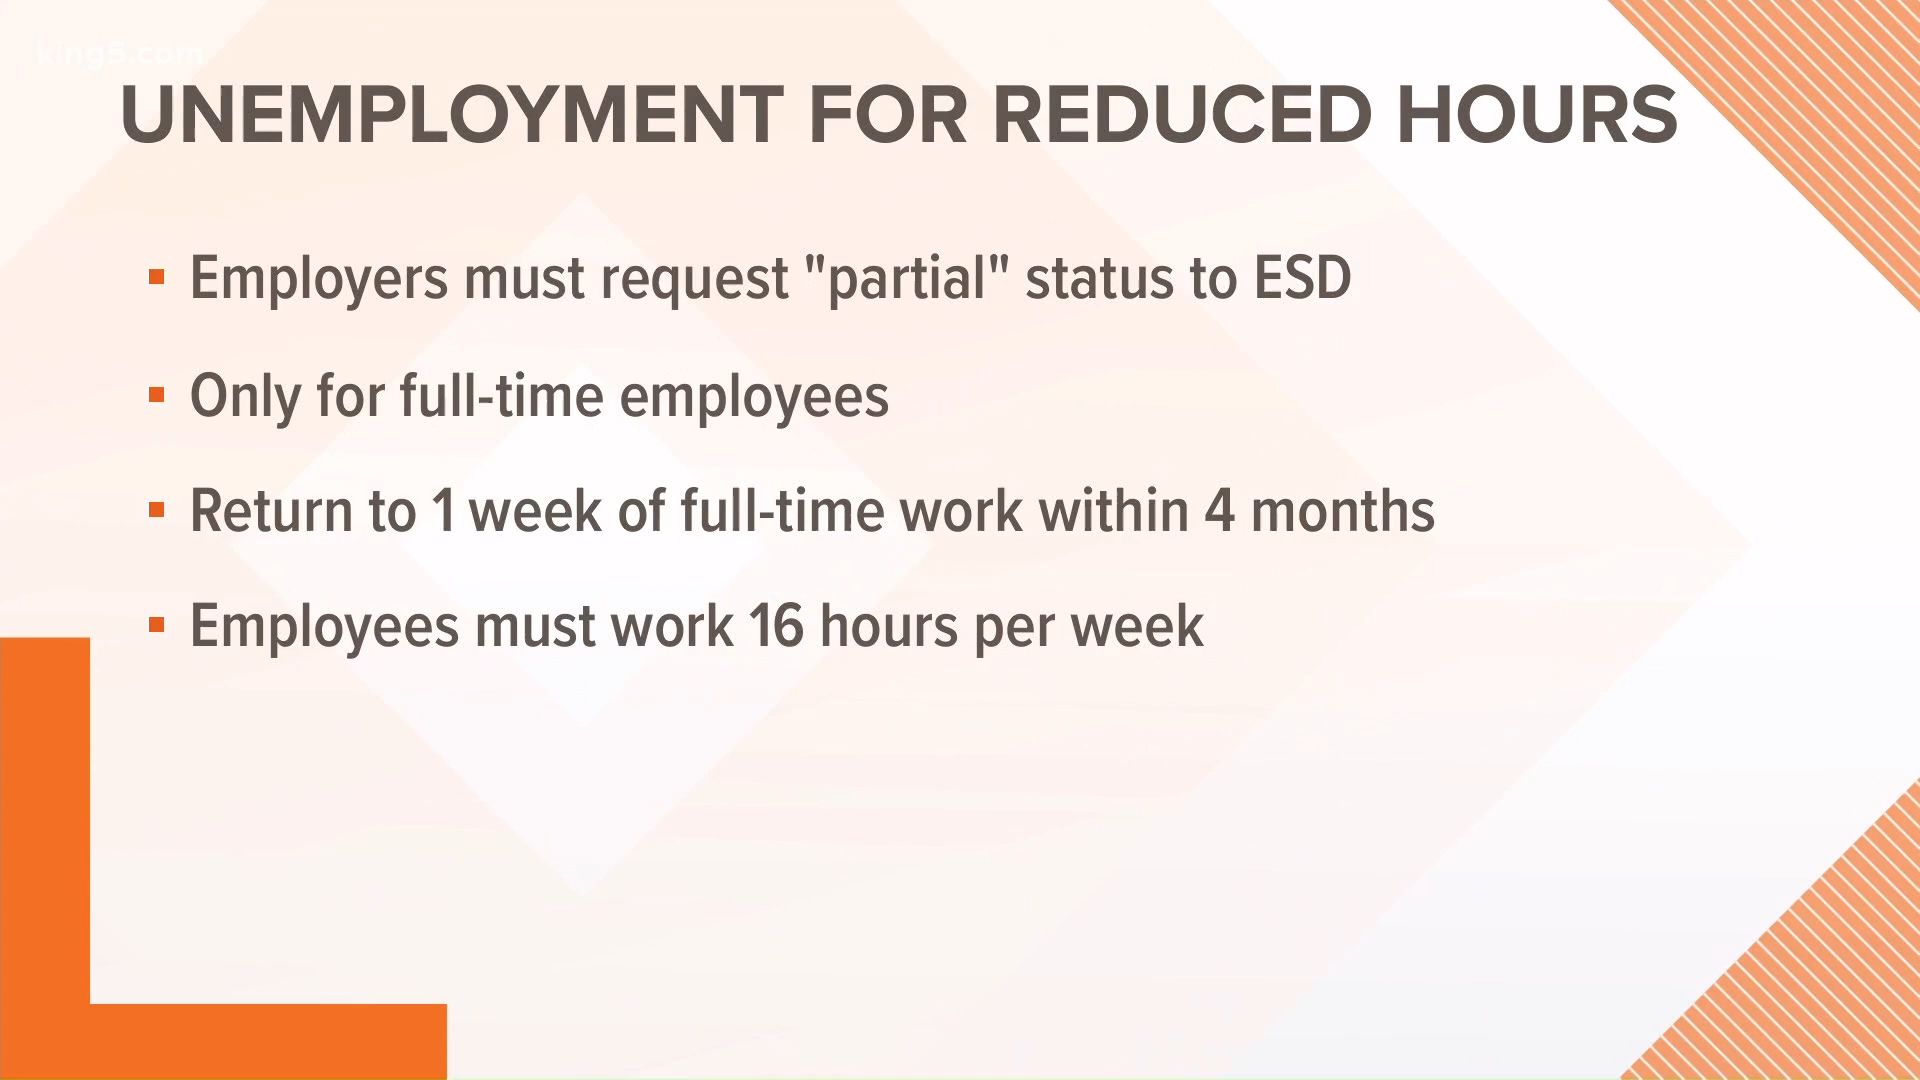 king5.com
UNEMPLOYMENT FOR REDUCED HOURS
Employers must request "partial" status to ESD
Only for full-time employees
Return to 1 week of full-time work within 4 months
Employees must work 16 hours per week